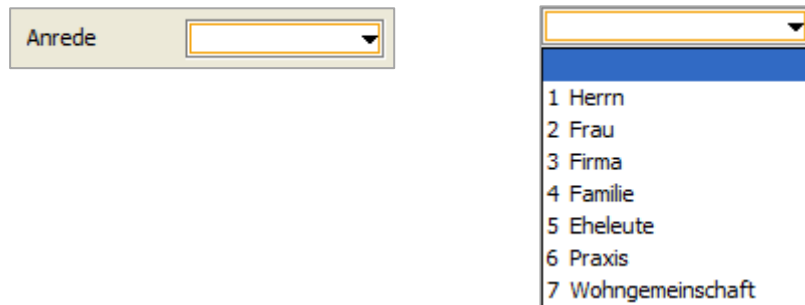 Anrede
1 Herrn
2 Frau
3 Firma
4 Familie
5 Eheleute
6 Praxis
7 Wohngemeinschaft